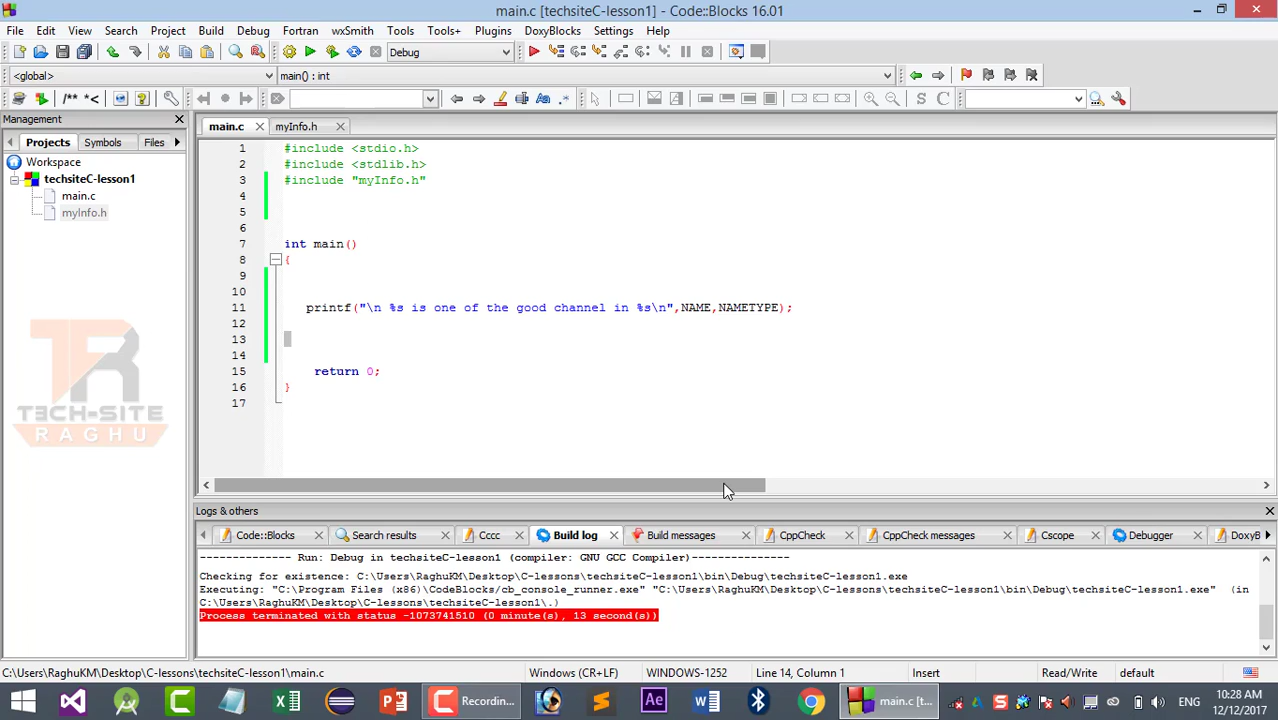 main.c [techsiteC-lesson1] - Code::Blocks 16.01
File Edit View Search Project Build Debug Fortran wxSmith Tools Tools+ Plugins DoxyBlocks Settings Help
Debug
<global> main() : int
/** *<
Aa .* S C
Management
Projects Symbols Files
Workspace
techsiteC-lesson1
main.c
myInfo.h
TR
TECH-SITE
RAGHU
main.c myInfo.h
1 #include <stdio.h>
2 #include <stdlib.h>
3 #include "myInfo.h"
4
5
6
7 int main()
8 {
9
10
11 printf("\n %s is one of the good channel in %s\n",NAME,NAMETYPE);
12
13
14
15 return 0;
16 }
17
Logs & others
Code::Blocks Search results Cccc Build log Build messages CppCheck CppCheck messages Cscope Debugger DoxyB
-------------- Run: Debug in techsiteC-lesson1 (compiler: GNU GCC Compiler)---------------
Checking for existence: C:\Users\RaghuKM\Desktop\C-lessons\techsiteC-lesson1\bin\Debug\techsiteC-lesson1.exe
Executing: "C:\Program Files (x86)\CodeBlocks/cb_console_runner.exe" "C:\Users\RaghuKM\Desktop\C-lessons\techsiteC-lesson1\bin\Debug\techsiteC-lesson1.exe" (in
C:\Users\RaghuKM\Desktop\C-lessons\techsiteC-lesson1\.)
Process terminated with status -1073741510 (0 minute(s), 13 second(s))
C:\Users\RaghuKM\Desktop\C-lessons\techsiteC-lesson1\main.c Windows (CR+LF) WINDOWS-1252 Line 14, Column 1 Insert Read/Write default
Recordin... Ae main.c [t... ENG 10:28 AM
12/12/2017